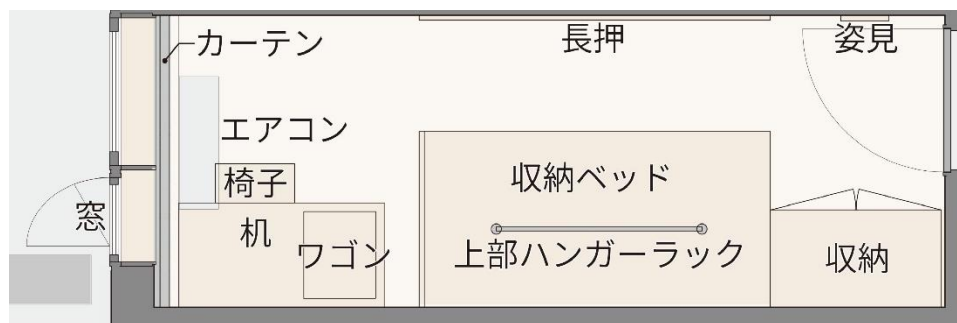 カーテン
長押
姿見
エアコン
椅子
収納ベッド
窓
机
ワゴン
上部ハンガーラック
収納